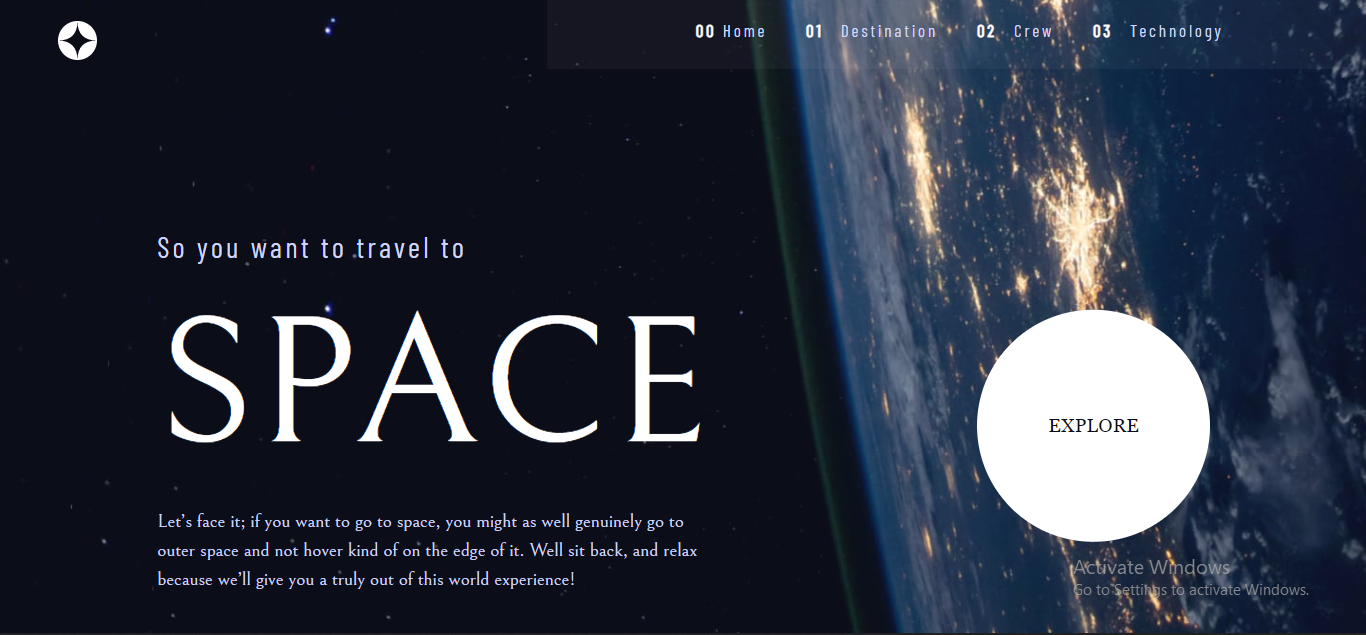 00 Home 01 Destination 02 Crew 03 Technology
So you want to travel to
SPACE
Let's face it; if you want to go to space, you might as well genuinely go to
outer space and not hover kind of on the edge of it. Well sit back, and relax
because we'll give you a truly out of this world experience!
EXPLORE
Activate Windows
Go to Settings to activate Windows.